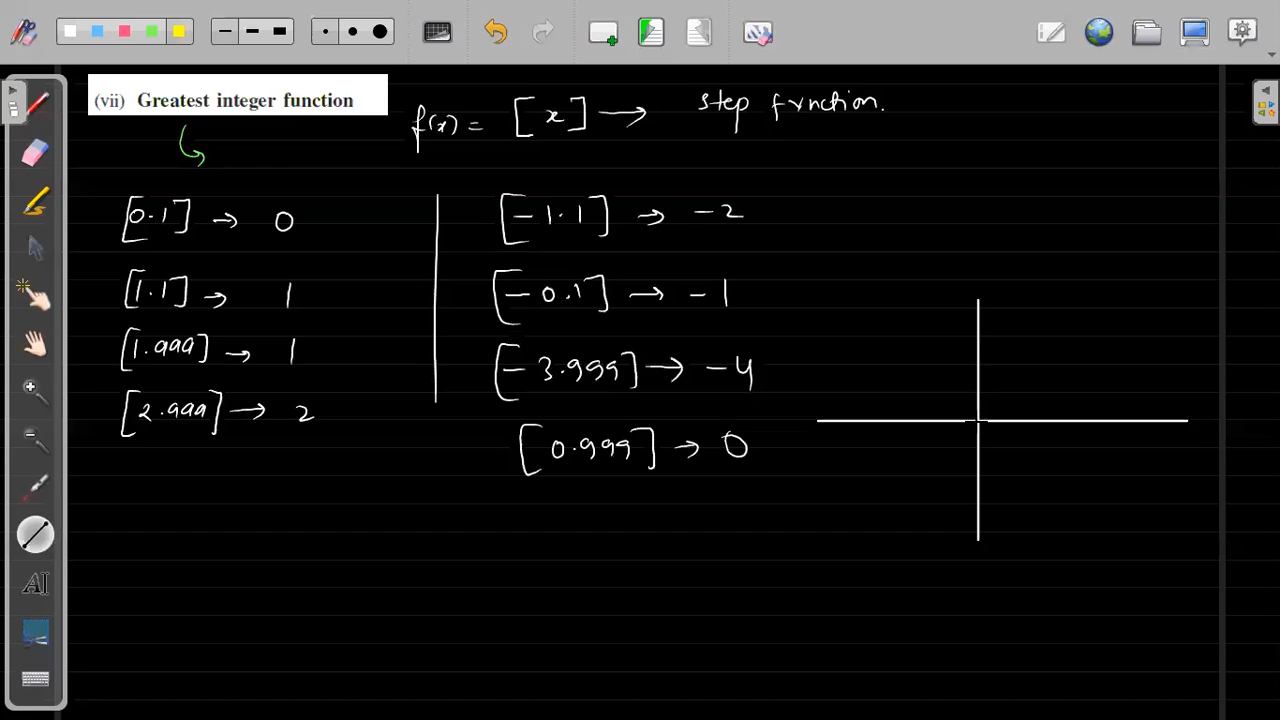 (vii) Greatest integer function
f(x) = [x] → step function.
[0.1] → 0
[1.1] → 1
[1.999] → 1
[2.999] → 2
[-1.1] → -2
[-0.1] → -1
[-3.999] → -4
[0.999] → 0